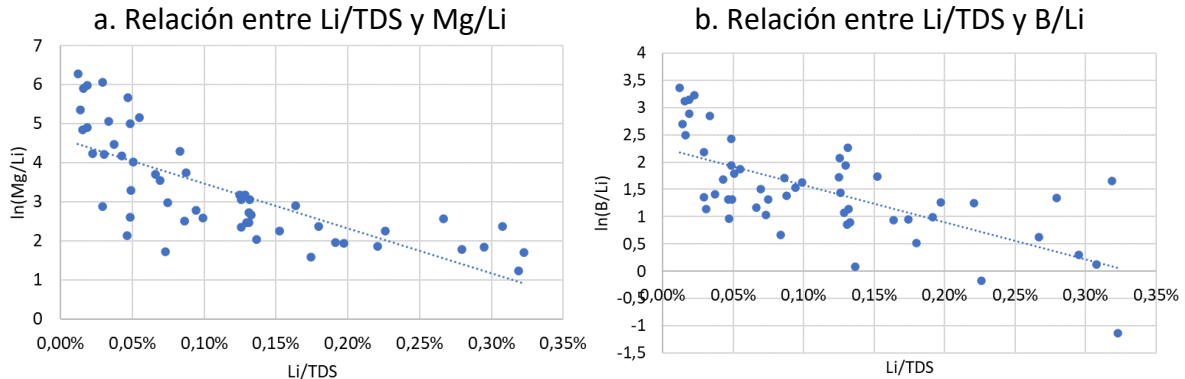 a. Relación entre Li/TDS y Mg/Li
7
6
5
4
3
2
1
0
ln(Mg/Li)
0,00% 0,05% 0,10% 0,15% 0,20% 0,25% 0,30% 0,35%
Li/TDS
b. Relación entre Li/TDS y B/Li
4
3,5
3
2,5
2
1,5
1
0,5
0
-0,5
-1
-1,5
ln(B/Li)
0,00% 0,05% 0,10% 0,15% 0,20% 0,25% 0,30% 0,35%
Li/TDS